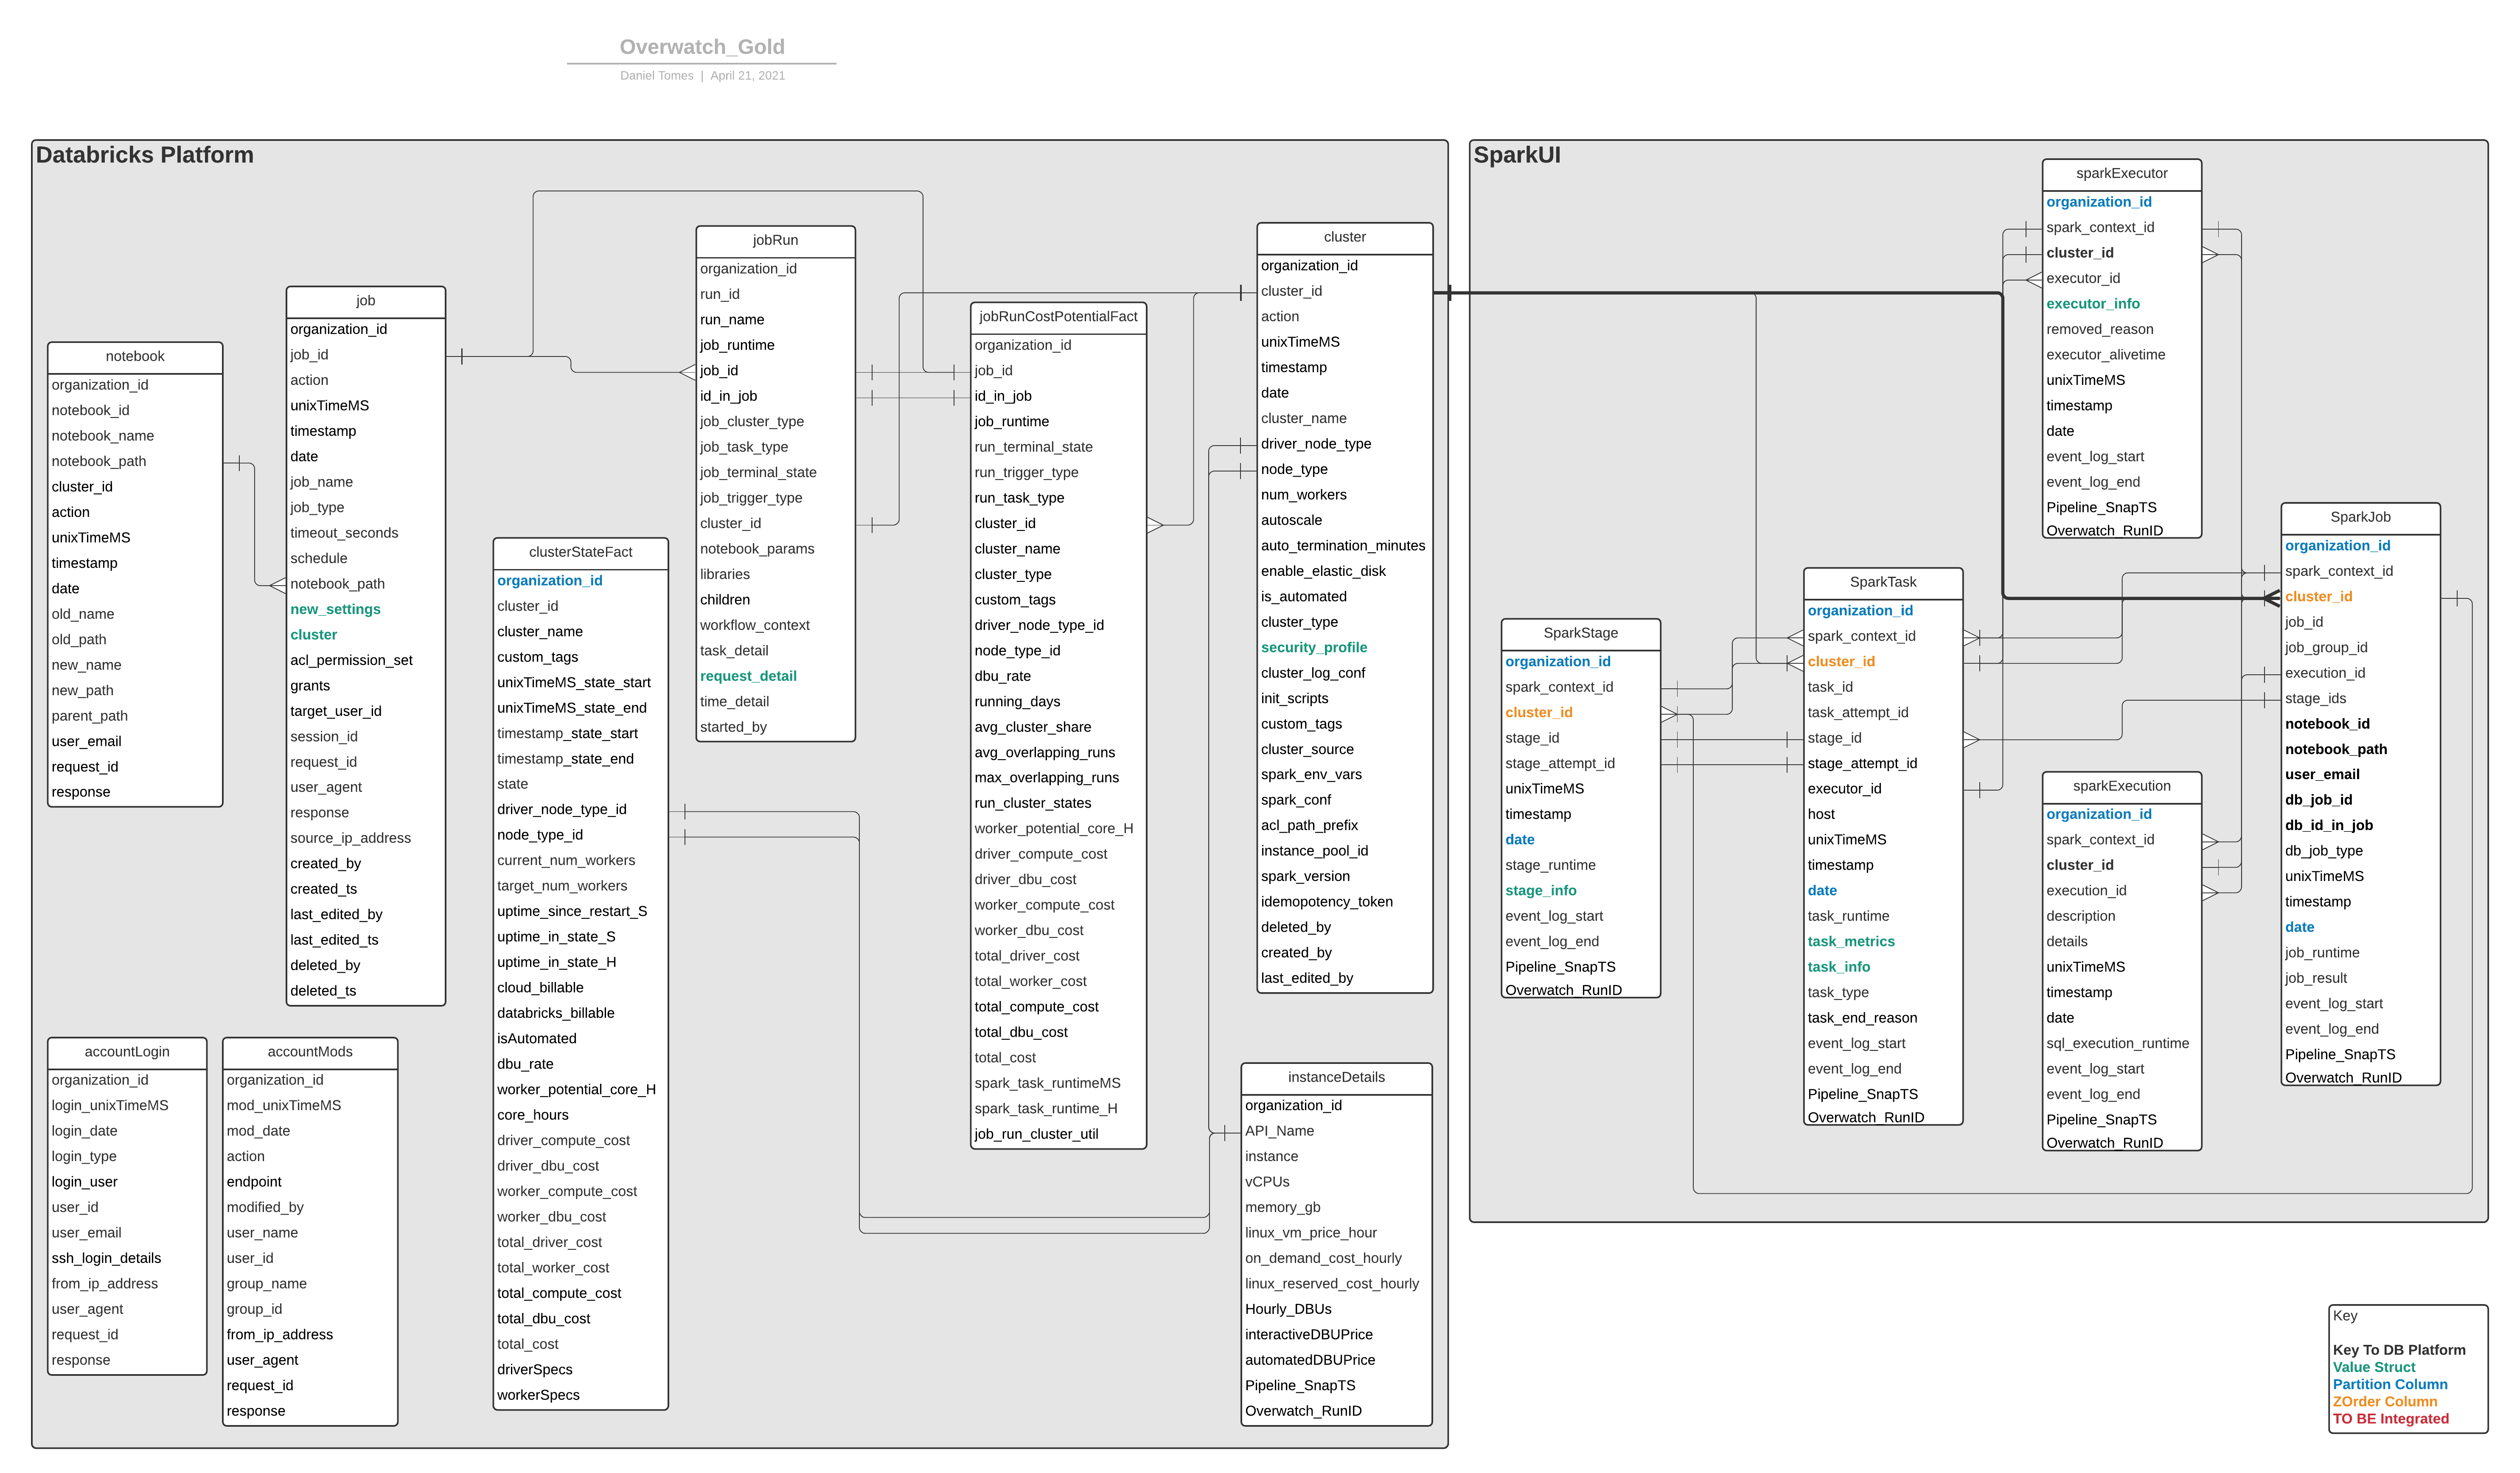 Overwatch_Gold
Daniel Tomes | April 21, 2021
Databricks Platform
notebook
organization_id
notebook_id
notebook_name
notebook_path
cluster_id
action
unixTimeMS
timestamp
date
old_name
old_path
new_name
new_path
parent_path
user_email
request_id
response
job
organization_id
job_id
action
unixTimeMS
timestamp
date
job_name
job_type
timeout_seconds
schedule
notebook_path
new_settings
cluster
acl_permission_set
grants
target_user_id
session_id
request_id
user_agent
response
source_ip_address
created_by
created_ts
last_edited_by
last_edited_ts
deleted_by
deleted_ts
accountLogin
organization_id
login_unixTimeMS
login_date
login_type
login_user
user_id
user_email
ssh_login_details
from_ip_address
user_agent
request_id
response
accountMods
organization_id
mod_unixTimeMS
mod_date
action
endpoint
modified_by
user_name
user_id
group_name
group_id
from_ip_address
user_agent
request_id
response
clusterStateFact
organization_id
cluster_id
cluster_name
custom_tags
unixTimeMS_state_start
unixTimeMS_state_end
timestamp_state_start
timestamp_state_end
state
driver_node_type_id
node_type_id
current_num_workers
target_num_workers
uptime_since_restart_S
uptime_in_state_S
uptime_in_state_H
cloud_billable
databricks_billable
isAutomated
dbu_rate
worker_potential_core_H
core_hours
driver_compute_cost
driver_dbu_cost
worker_compute_cost
worker_dbu_cost
total_driver_cost
total_worker_cost
total_compute_cost
total_dbu_cost
total_cost
driverSpecs
workerSpecs
jobRun
organization_id
run_id
run_name
job_runtime
job_id
id_in_job
job_cluster_type
job_task_type
job_terminal_state
job_trigger_type
cluster_id
notebook_params
libraries
children
workflow_context
task_detail
request_detail
time_detail
started_by
jobRunCostPotentialFact
organization_id
job_id
id_in_job
job_runtime
run_terminal_state
run_trigger_type
run_task_type
cluster_id
cluster_name
cluster_type
custom_tags
driver_node_type_id
node_type_id
dbu_rate
running_days
avg_cluster_share
avg_overlapping_runs
max_overlapping_runs
run_cluster_states
worker_potential_core_H
driver_compute_cost
driver_dbu_cost
worker_compute_cost
worker_dbu_cost
total_driver_cost
total_worker_cost
total_compute_cost
total_dbu_cost
total_cost
spark_task_runtimeMS
spark_task_runtime_H
job_run_cluster_util
cluster
organization_id
cluster_id
action
unixTimeMS
timestamp
date
cluster_name
driver_node_type
node_type
num_workers
autoscale
auto_termination_minutes
enable_elastic_disk
is_automated
cluster_type
security_profile
cluster_log_conf
init_scripts
custom_tags
cluster_source
spark_env_vars
spark_conf
acl_path_prefix
instance_pool_id
spark_version
idemopotency_token
deleted_by
created_by
last_edited_by
instanceDetails
organization_id
API_Name
instance
vCPUs
memory_gb
linux_vm_price_hour
on_demand_cost_hourly
linux_reserved_cost_hourly
Hourly_DBUs
interactiveDBUPrice
automatedDBUPrice
Pipeline_SnapTS
Overwatch_RunID
SparkUI
SparkStage
organization_id
spark_context_id
cluster_id
stage_id
stage_attempt_id
unixTimeMS
timestamp
date
stage_runtime
stage_info
event_log_start
event_log_end
Pipeline_SnapTS
Overwatch_RunID
SparkTask
organization_id
spark_context_id
cluster_id
task_id
task_attempt_id
stage_id
stage_attempt_id
executor_id
host
unixTimeMS
timestamp
date
task_runtime
task_metrics
task_info
task_type
task_end_reason
event_log_start
event_log_end
Pipeline_SnapTS
Overwatch_RunID
sparkExecutor
organization_id
spark_context_id
cluster_id
executor_id
executor_info
removed_reason
executor_alivetime
unixTimeMS
timestamp
date
event_log_start
event_log_end
Pipeline_SnapTS
Overwatch_RunID
sparkExecution
organization_id
spark_context_id
cluster_id
execution_id
description
details
unixTimeMS
timestamp
date
sql_execution_runtime
event_log_start
event_log_end
Pipeline_SnapTS
Overwatch_RunID
SparkJob
organization_id
spark_context_id
cluster_id
job_id
job_group_id
execution_id
stage_ids
notebook_id
notebook_path
user_email
db_job_id
db_id_in_job
db_job_type
unixTimeMS
timestamp
date
job_runtime
job_result
event_log_start
event_log_end
Pipeline_SnapTS
Overwatch_RunID
Key
Key To DB Platform
Value Struct
Partition Column
ZOrder Column
TO BE Integrated